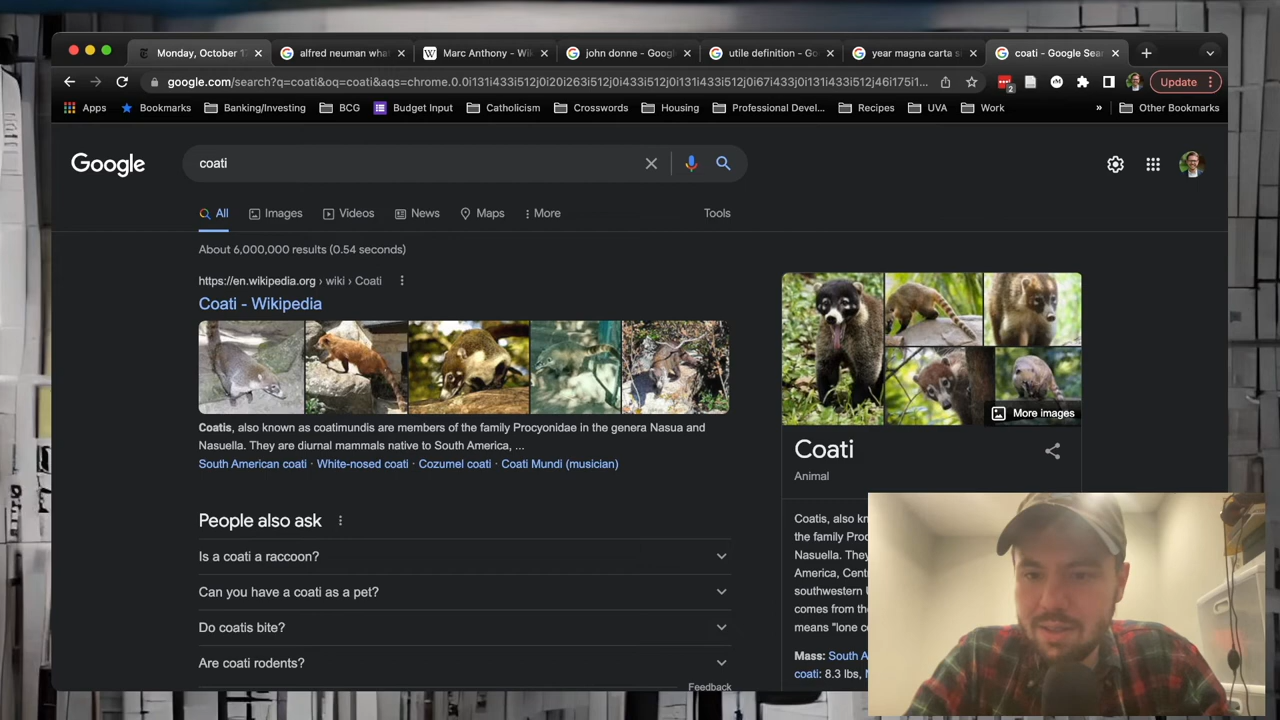 Monday, October 1
alfred neuman wha
Marc Anthony - Wi
john donne - Goog
utile definition - Go
year magna carta s
coati - Google Sear
google.com/search?q=coati&oq=coati&aqs=chrome.0.0i131i433i512j0i20i263i512j0i131i433i512j0i67i433j0i131i433i512j46i175i1...
Update
2
Apps
Bookmarks
Banking/Investing
BCG
Budget Input
Catholicism
Crosswords
Housing
Professional Devel...
Recipes
UVA
Work
»
Other Bookmarks
Google
coati
All
Images
Videos
News
Maps
More
Tools
About 6,000,000 results (0.54 seconds)
https://en.wikipedia.org › wiki › Coati
Coati - Wikipedia
Coatis, also known as coatimundis are members of the family Procyonidae in the genera Nasua and
Nasuella. They are diurnal mammals native to South America, ...
South American coati · White-nosed coati · Cozumel coati · Coati Mundi (musician)
People also ask
Is a coati a raccoon?
Can you have a coati as a pet?
Do coatis bite?
Are coati rodents?
Feedback
More images
Coati
Animal
Coatis, also kn
the family Proc
Nasuella. They
America, Cent
southwestern U
comes from the
means "lone c
Mass: South A
coati: 8.3 lbs,